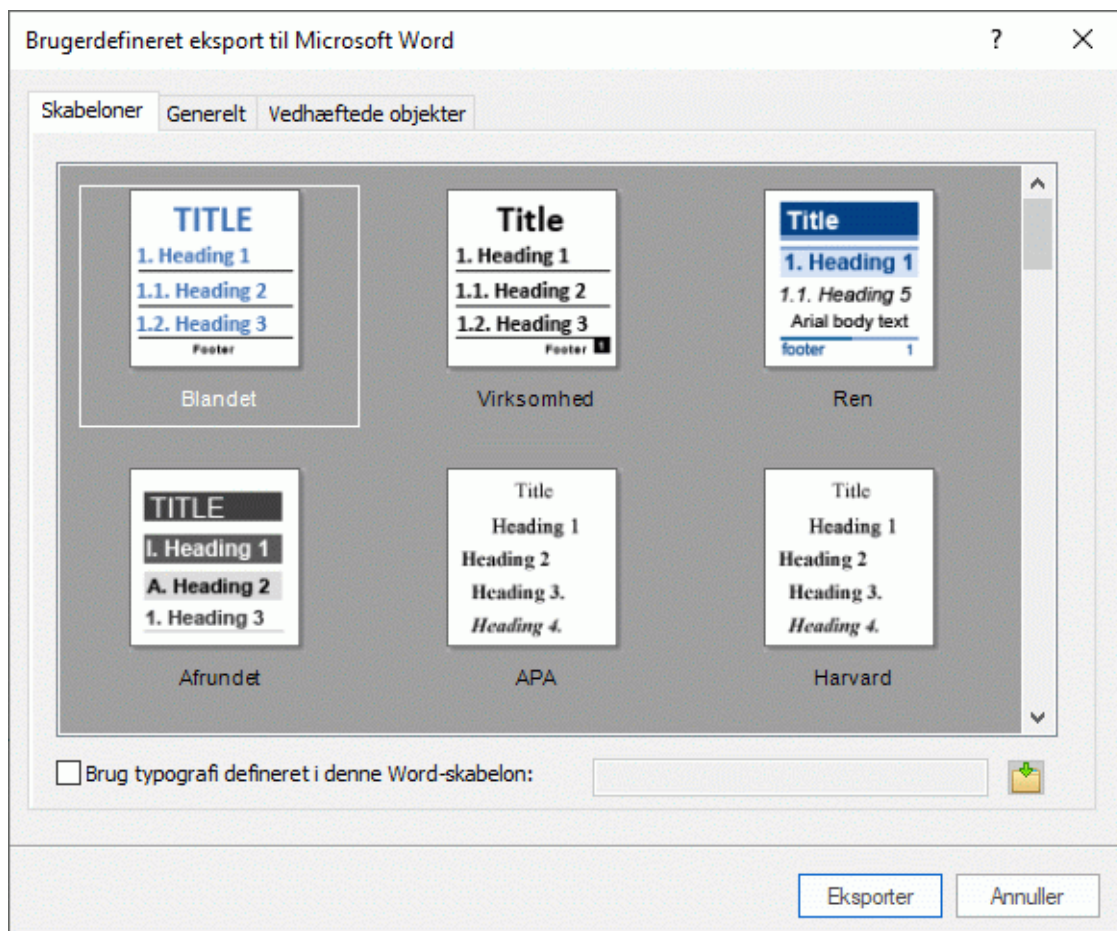 Brugerdefineret eksport til Microsoft Word
?
Skabeloner Generelt Vedhæftede objekter
TITLE
1. Heading 1
1.1. Heading 2
1.2. Heading 3
Footer
Blandet
Title
1. Heading 1
1.1. Heading 2
1.2. Heading 3
Footer 1
Virksomhed
Title
1. Heading 1
1.1. Heading 5
Arial body text
footer 1
Ren
TITLE
I. Heading 1
A. Heading 2
1. Heading 3
Afrundet
Title
Heading 1
Heading 2
Heading 3.
Heading 4.
APA
Title
Heading 1
Heading 2
Heading 3.
Heading 4.
Harvard
Brug typografi defineret i denne Word-skabelon:
Eksporter Annuller